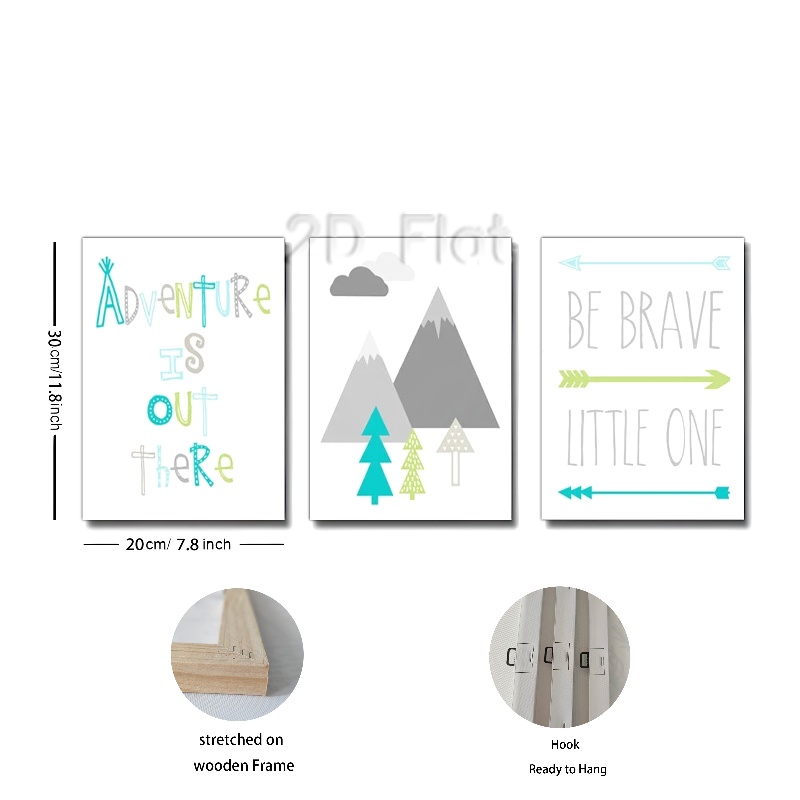 2D Flat
ADVENTURE
IS
OUT
THERE
BE BRAVE
LITTLE ONE
30cm/11.8inch
20cm/ 7.8 inch
stretched on
wooden Frame
Hook
Ready to Hang